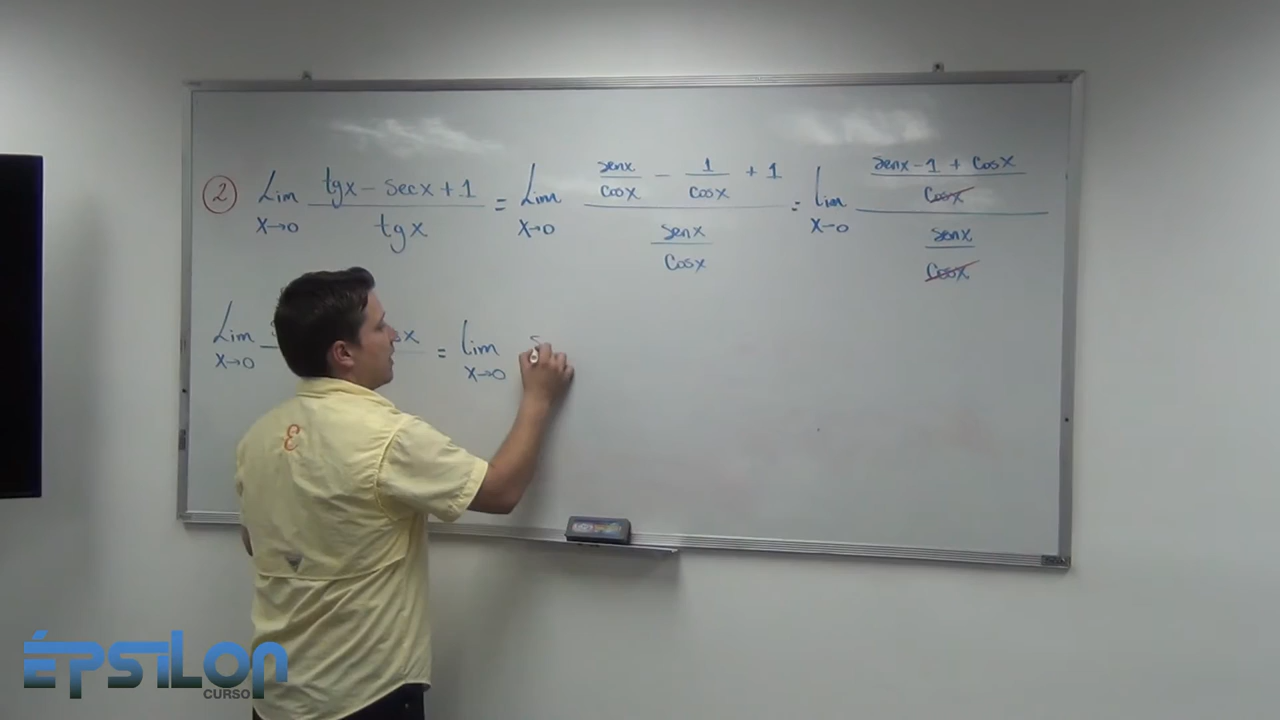 2 Lim x→0 tgx - secx + 1 / tgx = Lim x→0 senx/cosx - 1/cosx + 1 / senx/cosx = Lim x→0 senx - 1 + cosx / cosx / senx/cosx
Lim x→0 = Lim x→0
ε
ÉPSILON
CURSO